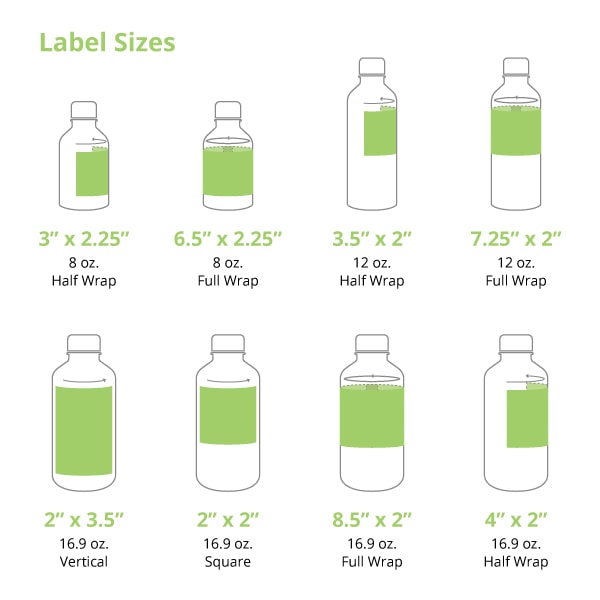 Label Sizes
3” x 2.25”
8 oz.
Half Wrap
6.5” x 2.25”
8 oz.
Full Wrap
3.5” x 2”
12 oz.
Half Wrap
7.25” x 2”
12 oz.
Full Wrap
2” x 3.5”
16.9 oz.
Vertical
2” x 2”
16.9 oz.
Square
8.5” x 2”
16.9 oz.
Full Wrap
4” x 2”
16.9 oz.
Half Wrap